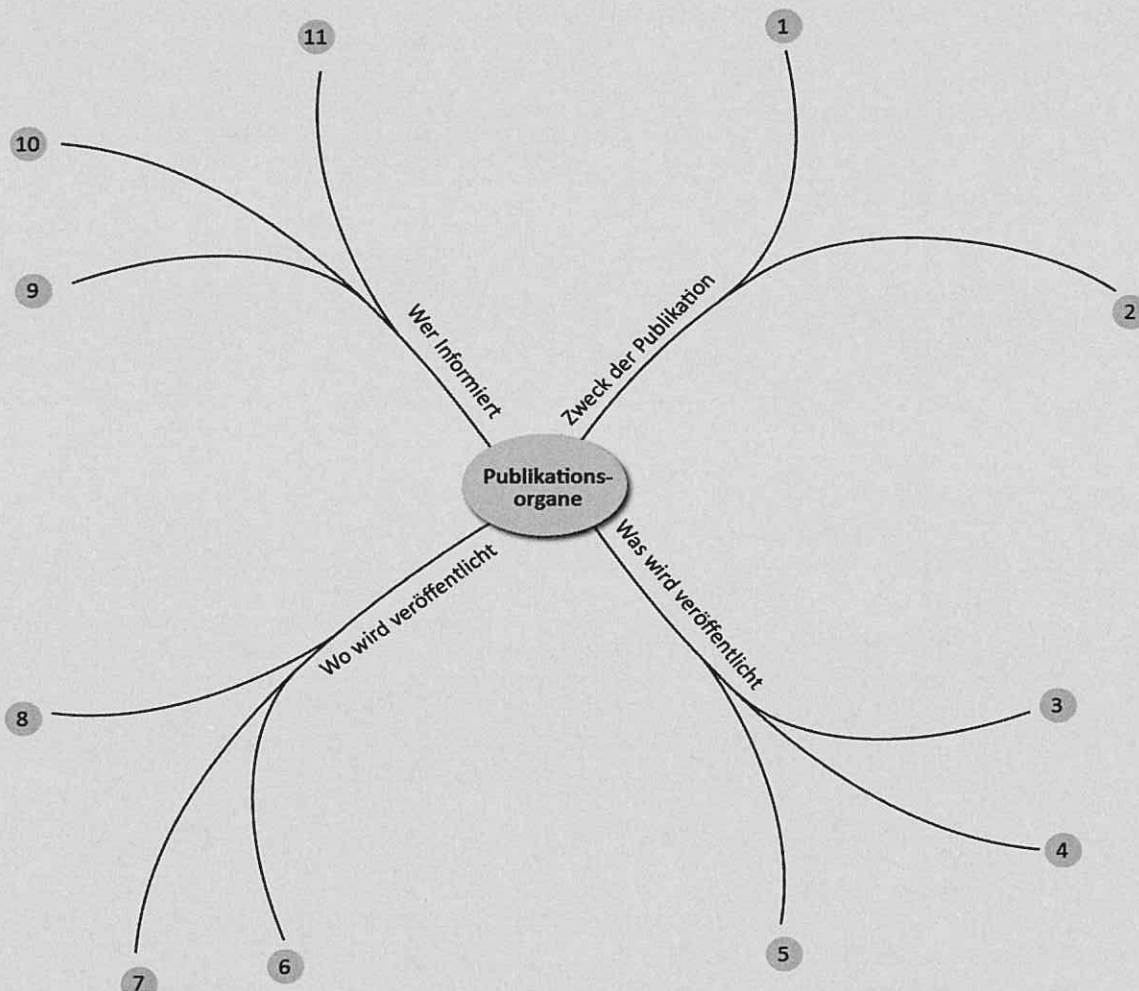 11
1
10
9
2
Wer Informiert
Zweck der Publikation
Publikations-
organe
Wo wird veröffentlicht
Was wird veröffentlicht
8
3
4
7
6
5